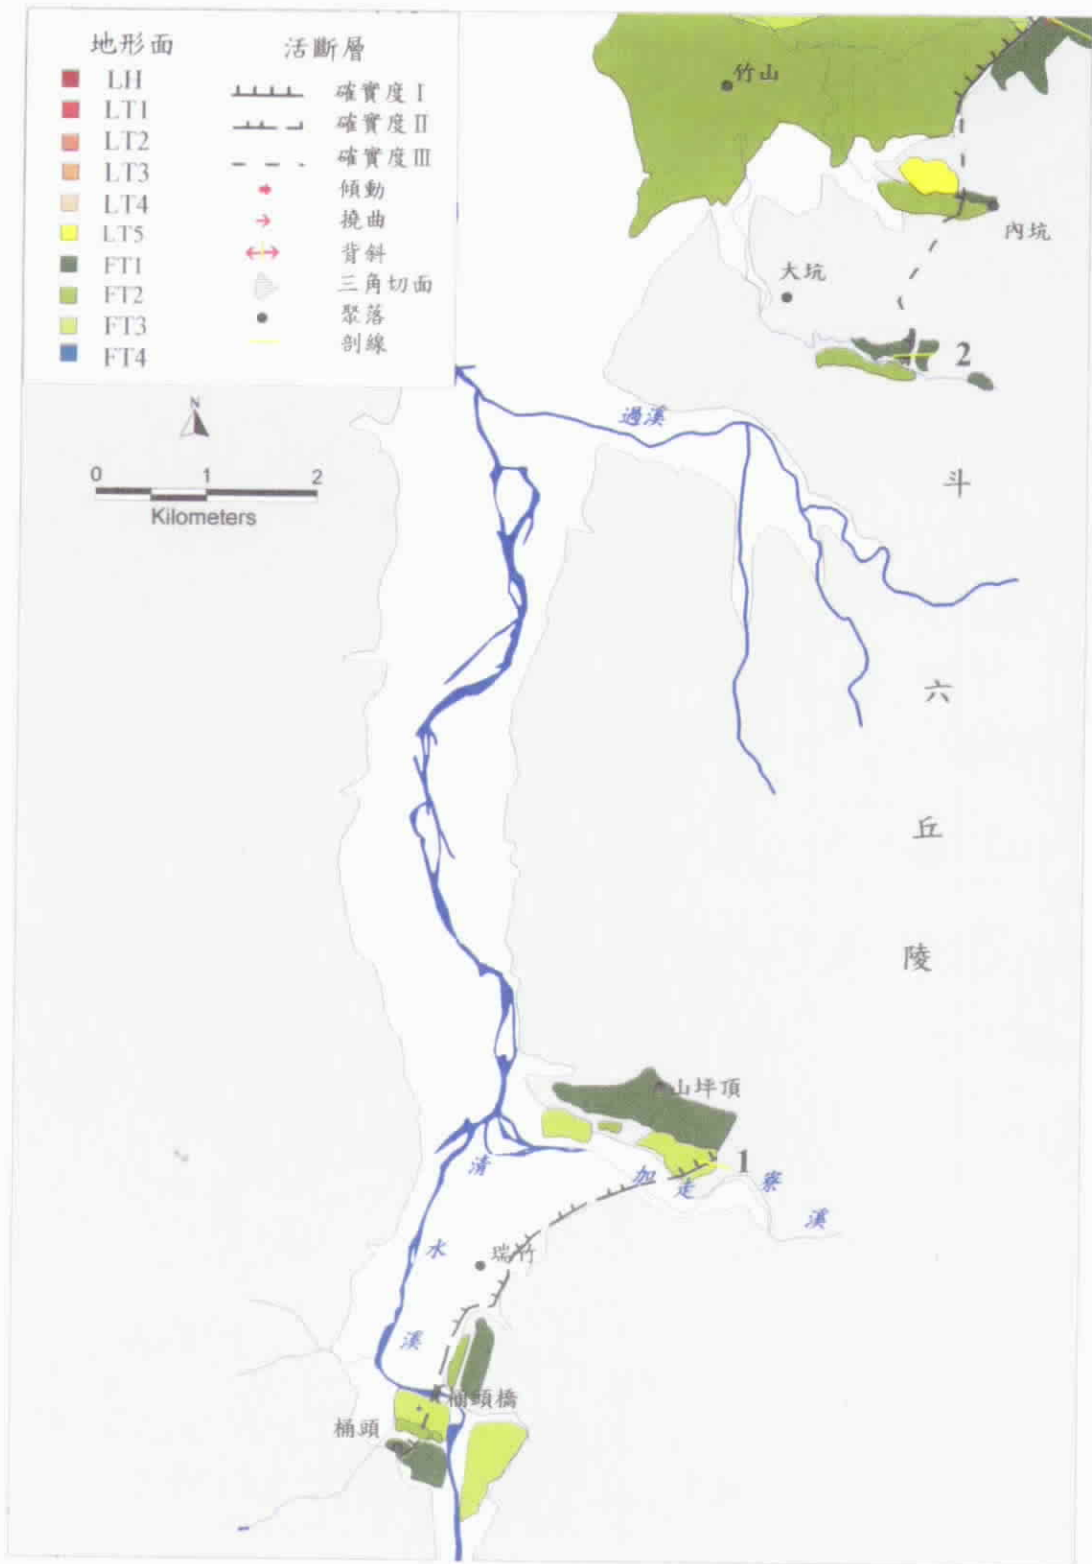 地形面
LH
LT1
LT2
LT3
LT4
LT5
FT1
FT2
FT3
FT4
活斷層
確實度 I
確實度 II
確實度 III
傾動
撓曲
背斜
三角切面
聚落
剖線
竹山
內坑
大坑
2
過溪
N
0 1 2
Kilometers
斗
六
丘
陵
山坪頂
1
清
水
溪
加
走
寮
溪
瑞竹
桶頭橋
桶頭